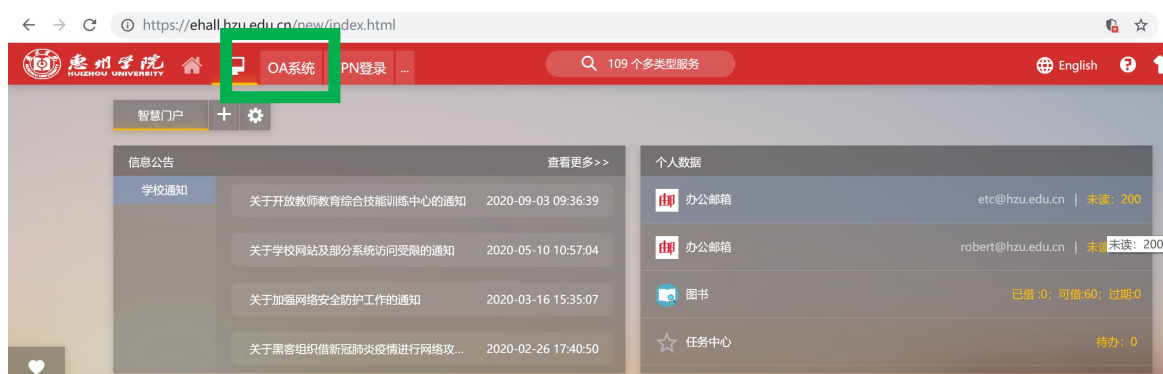 https://ehall.hzu.edu.cn/new/index.html
惠州学院
HUIZHOU UNIVERSITY
OA系统
PN登录
...
109 个多类型服务
English
智慧门户
信息公告
查看更多>>
个人数据
学校通知
关于开放教师教育综合技能训练中心的通知 2020-09-03 09:36:39
办公邮箱
etc@hzu.edu.cn | 未读: 200
关于学校网站及部分系统访问受限的通知 2020-05-10 10:57:04
办公邮箱
robert@hzu.edu.cn | 未读
未读: 200
关于加强网络安全防护工作的通知 2020-03-16 15:35:07
图书
已借 :0; 可借:60; 过期:0
关于黑客组织借新冠肺炎疫情进行网络攻... 2020-02-26 17:40:50
任务中心
待办: 0